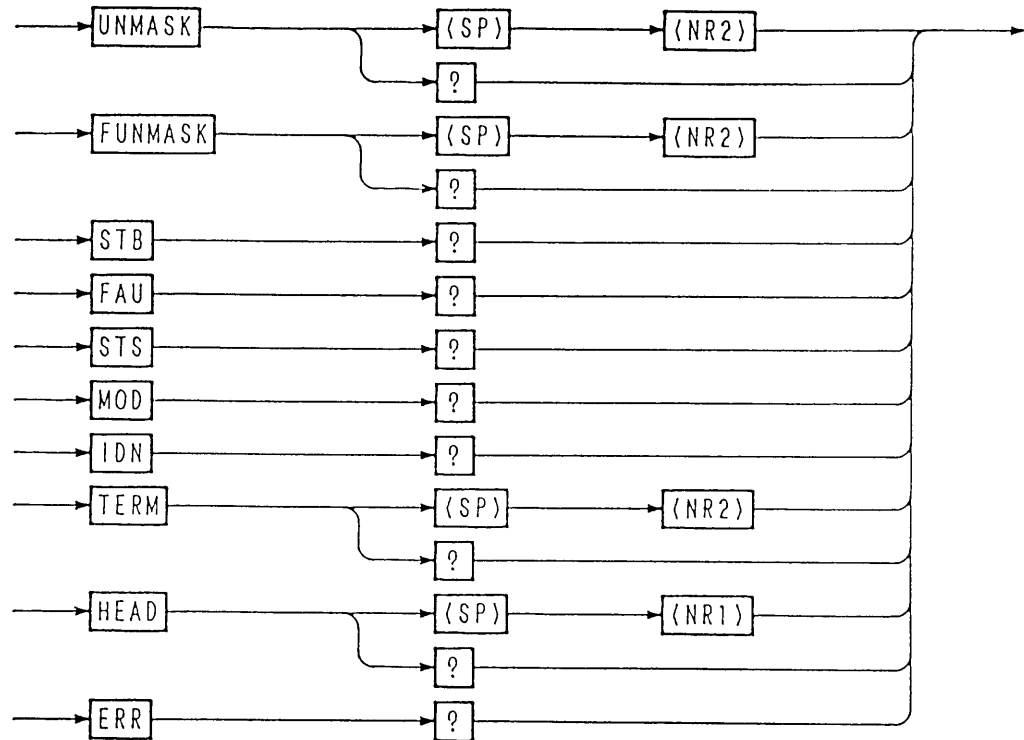 UNMASK (SP) (NR2)
?
FUNMASK (SP) (NR2)
?
STB ?
FAU ?
STS ?
MOD ?
IDN ?
TERM (SP) (NR2)
?
HEAD (SP) (NR1)
?
ERR ?